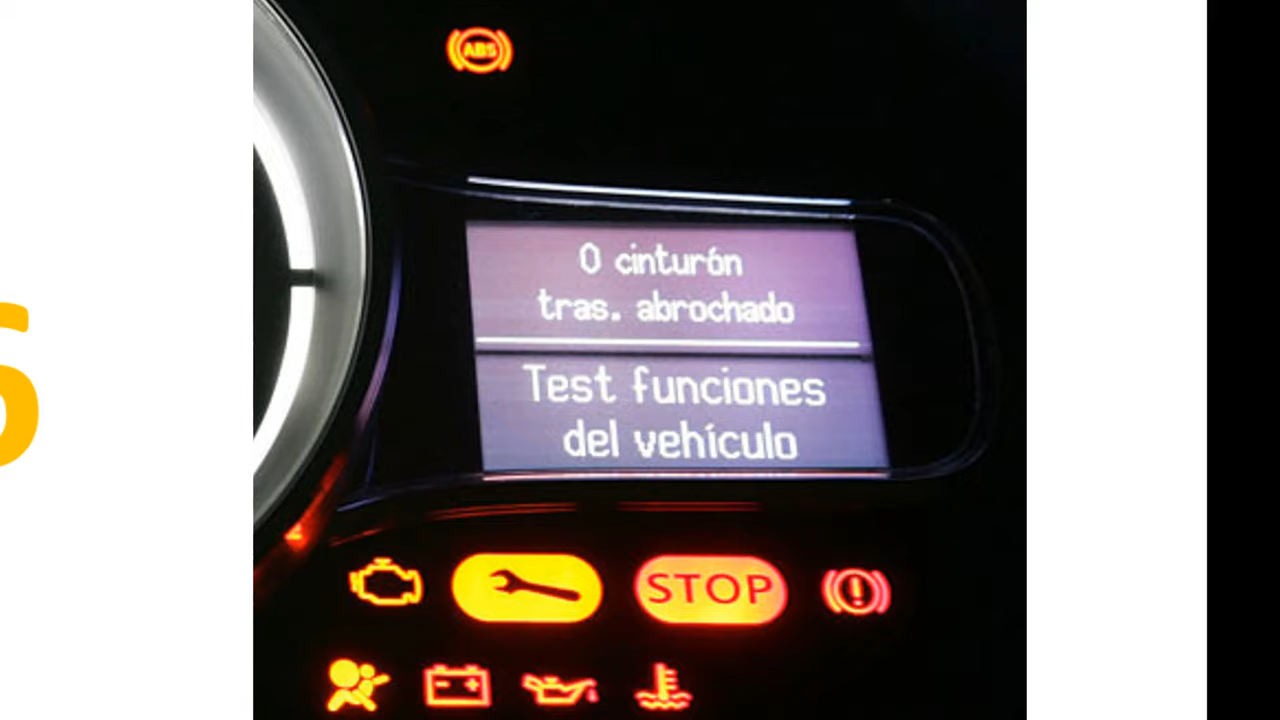 ABS
0 cinturón
tras. abrochado
Test funciones
del vehículo
STOP